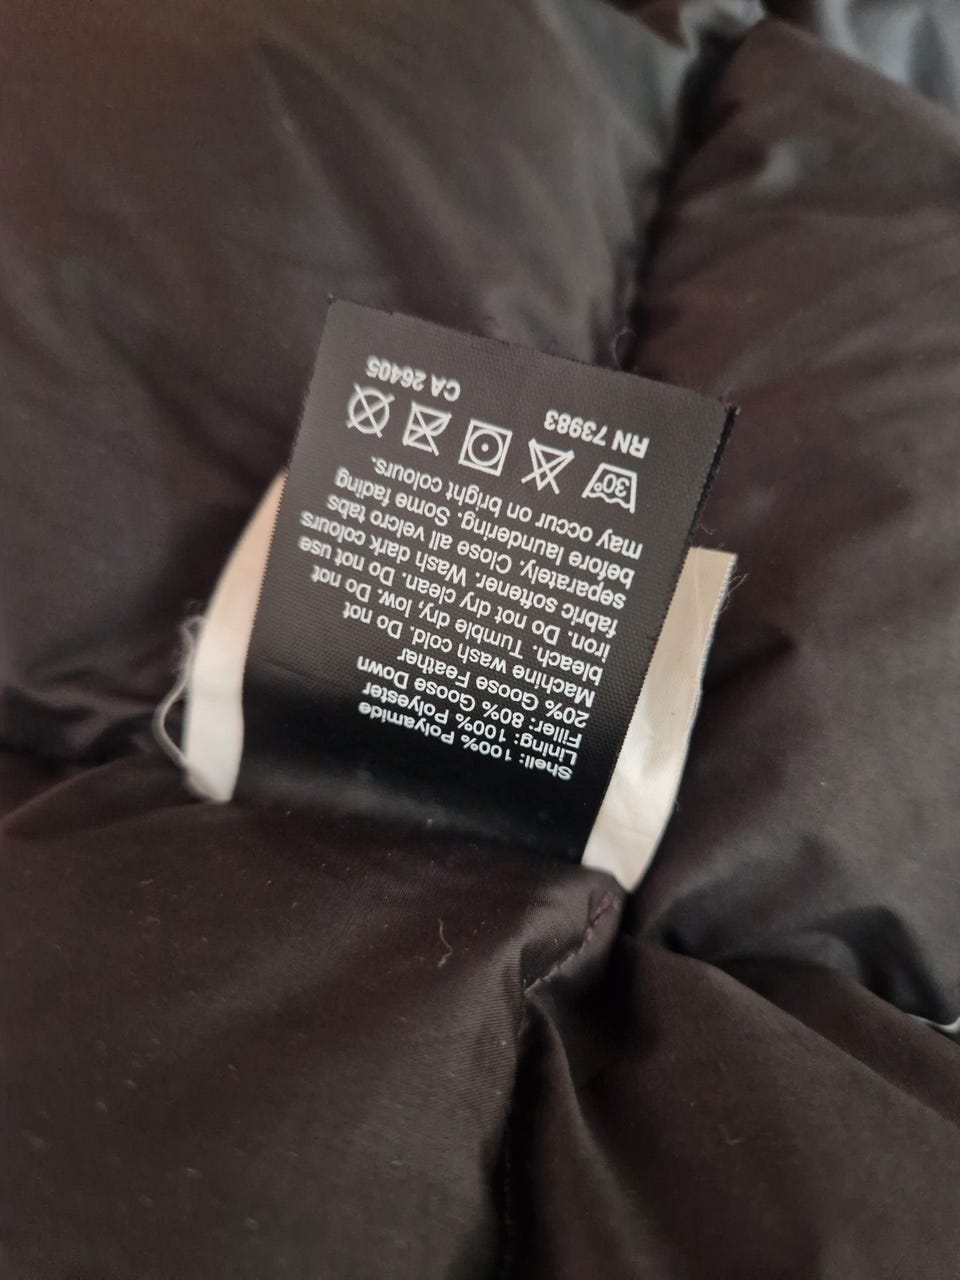 Shell: 100% Polyamide
Lining: 100% Polyester
Filler: 80% Goose Down
20% Goose Feather
Machine wash cold. Do not
bleach. Tumble dry, low. Do not
iron. Do not dry clean. Do not use
fabric softener. Wash dark colours
separately. Close all velcro tabs
before laundering. Some fading
may occur on bright colours.
30°
RN 73983
CA 26405